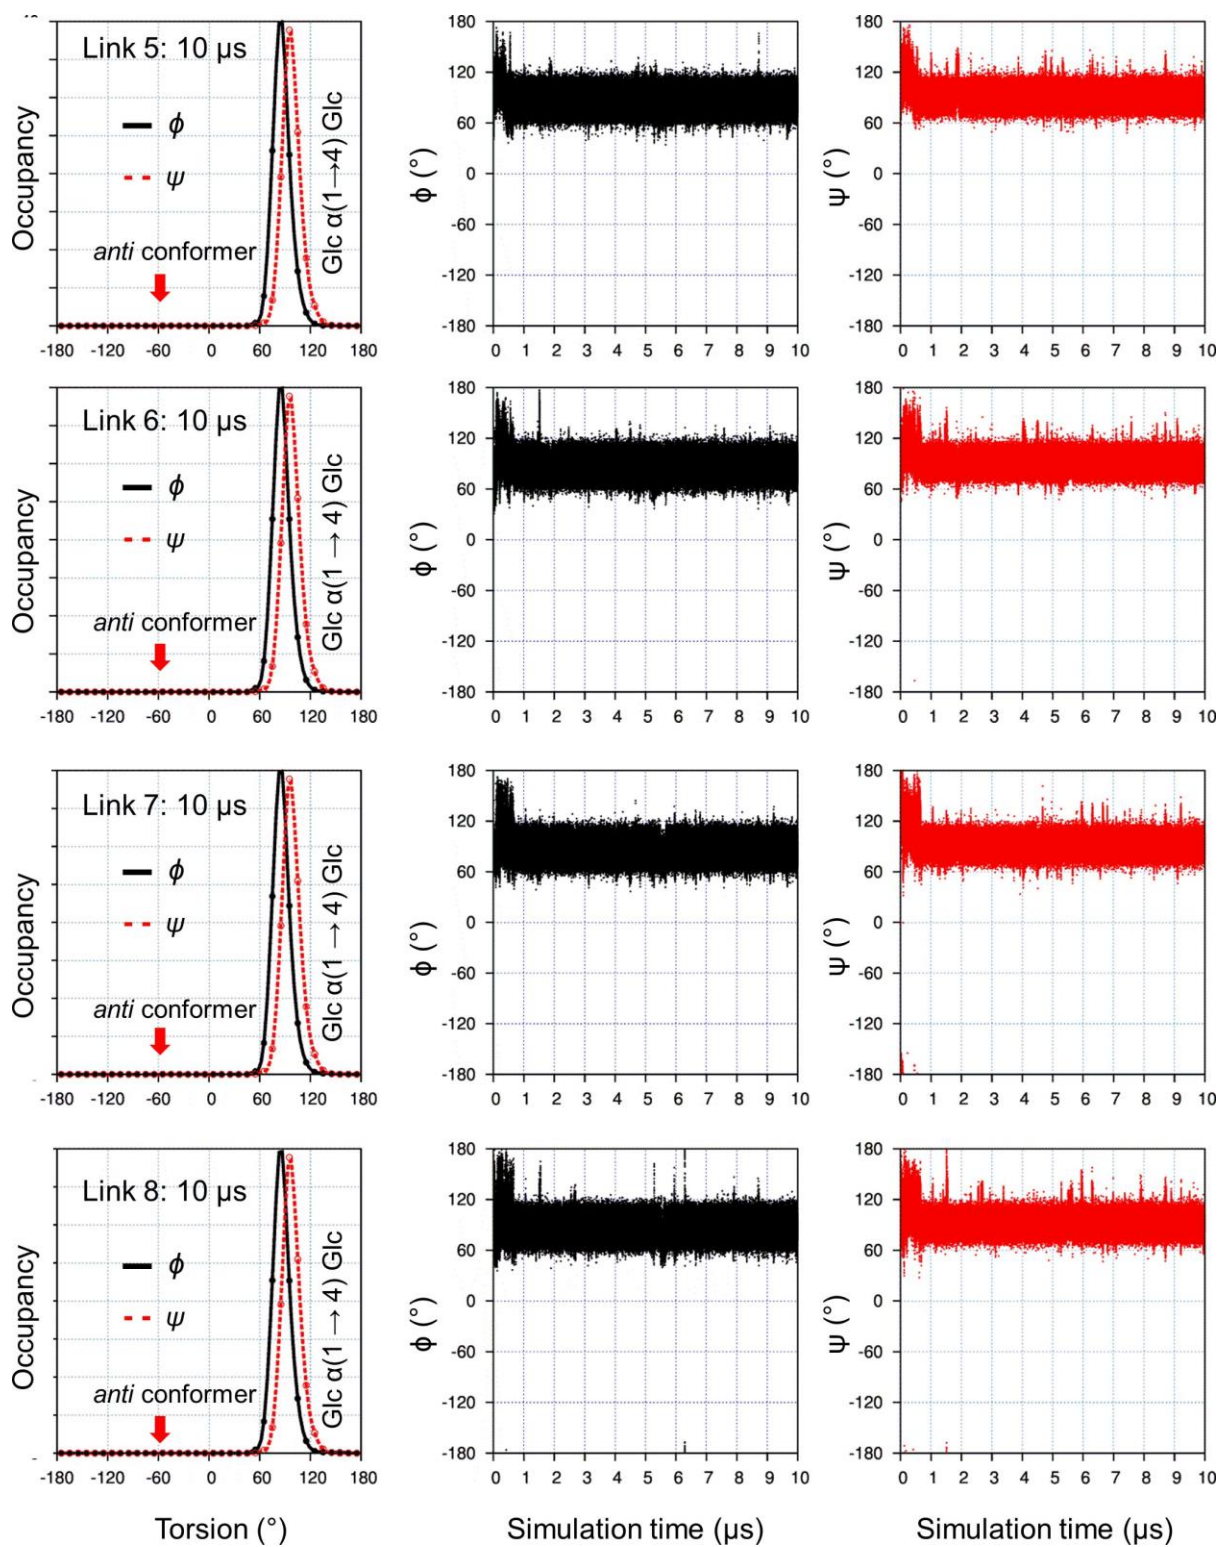 Link 5: 10 µs
ϕ
ψ
anti conformer
Occupancy
Glc α(1→4) Glc
-180 -120 -60 0 60 120 180
180
120
60
0
-60
-120
-180
ϕ (°)
0 1 2 3 4 5 6 7 8 9 10
180
120
60
0
-60
-120
-180
Ψ (°)
0 1 2 3 4 5 6 7 8 9 10
Link 6: 10 µs
ϕ
ψ
anti conformer
Occupancy
Glc α(1 → 4) Glc
-180 -120 -60 0 60 120 180
180
120
60
0
-60
-120
-180
ϕ (°)
0 1 2 3 4 5 6 7 8 9 10
180
120
60
0
-60
-120
-180
Ψ (°)
0 1 2 3 4 5 6 7 8 9 10
Link 7: 10 µs
ϕ
ψ
anti conformer
Occupancy
Glc α(1 → 4) Glc
-180 -120 -60 0 60 120 180
180
120
60
0
-60
-120
-180
ϕ (°)
0 1 2 3 4 5 6 7 8 9 10
180
120
60
0
-60
-120
-180
Ψ (°)
0 1 2 3 4 5 6 7 8 9 10
Link 8: 10 µs
ϕ
ψ
anti conformer
Occupancy
Glc α(1 → 4) Glc
-180 -120 -60 0 60 120 180
180
120
60
0
-60
-120
-180
ϕ (°)
0 1 2 3 4 5 6 7 8 9 10
180
120
60
0
-60
-120
-180
Ψ (°)
0 1 2 3 4 5 6 7 8 9 10
Torsion (°)
Simulation time (µs)
Simulation time (µs)